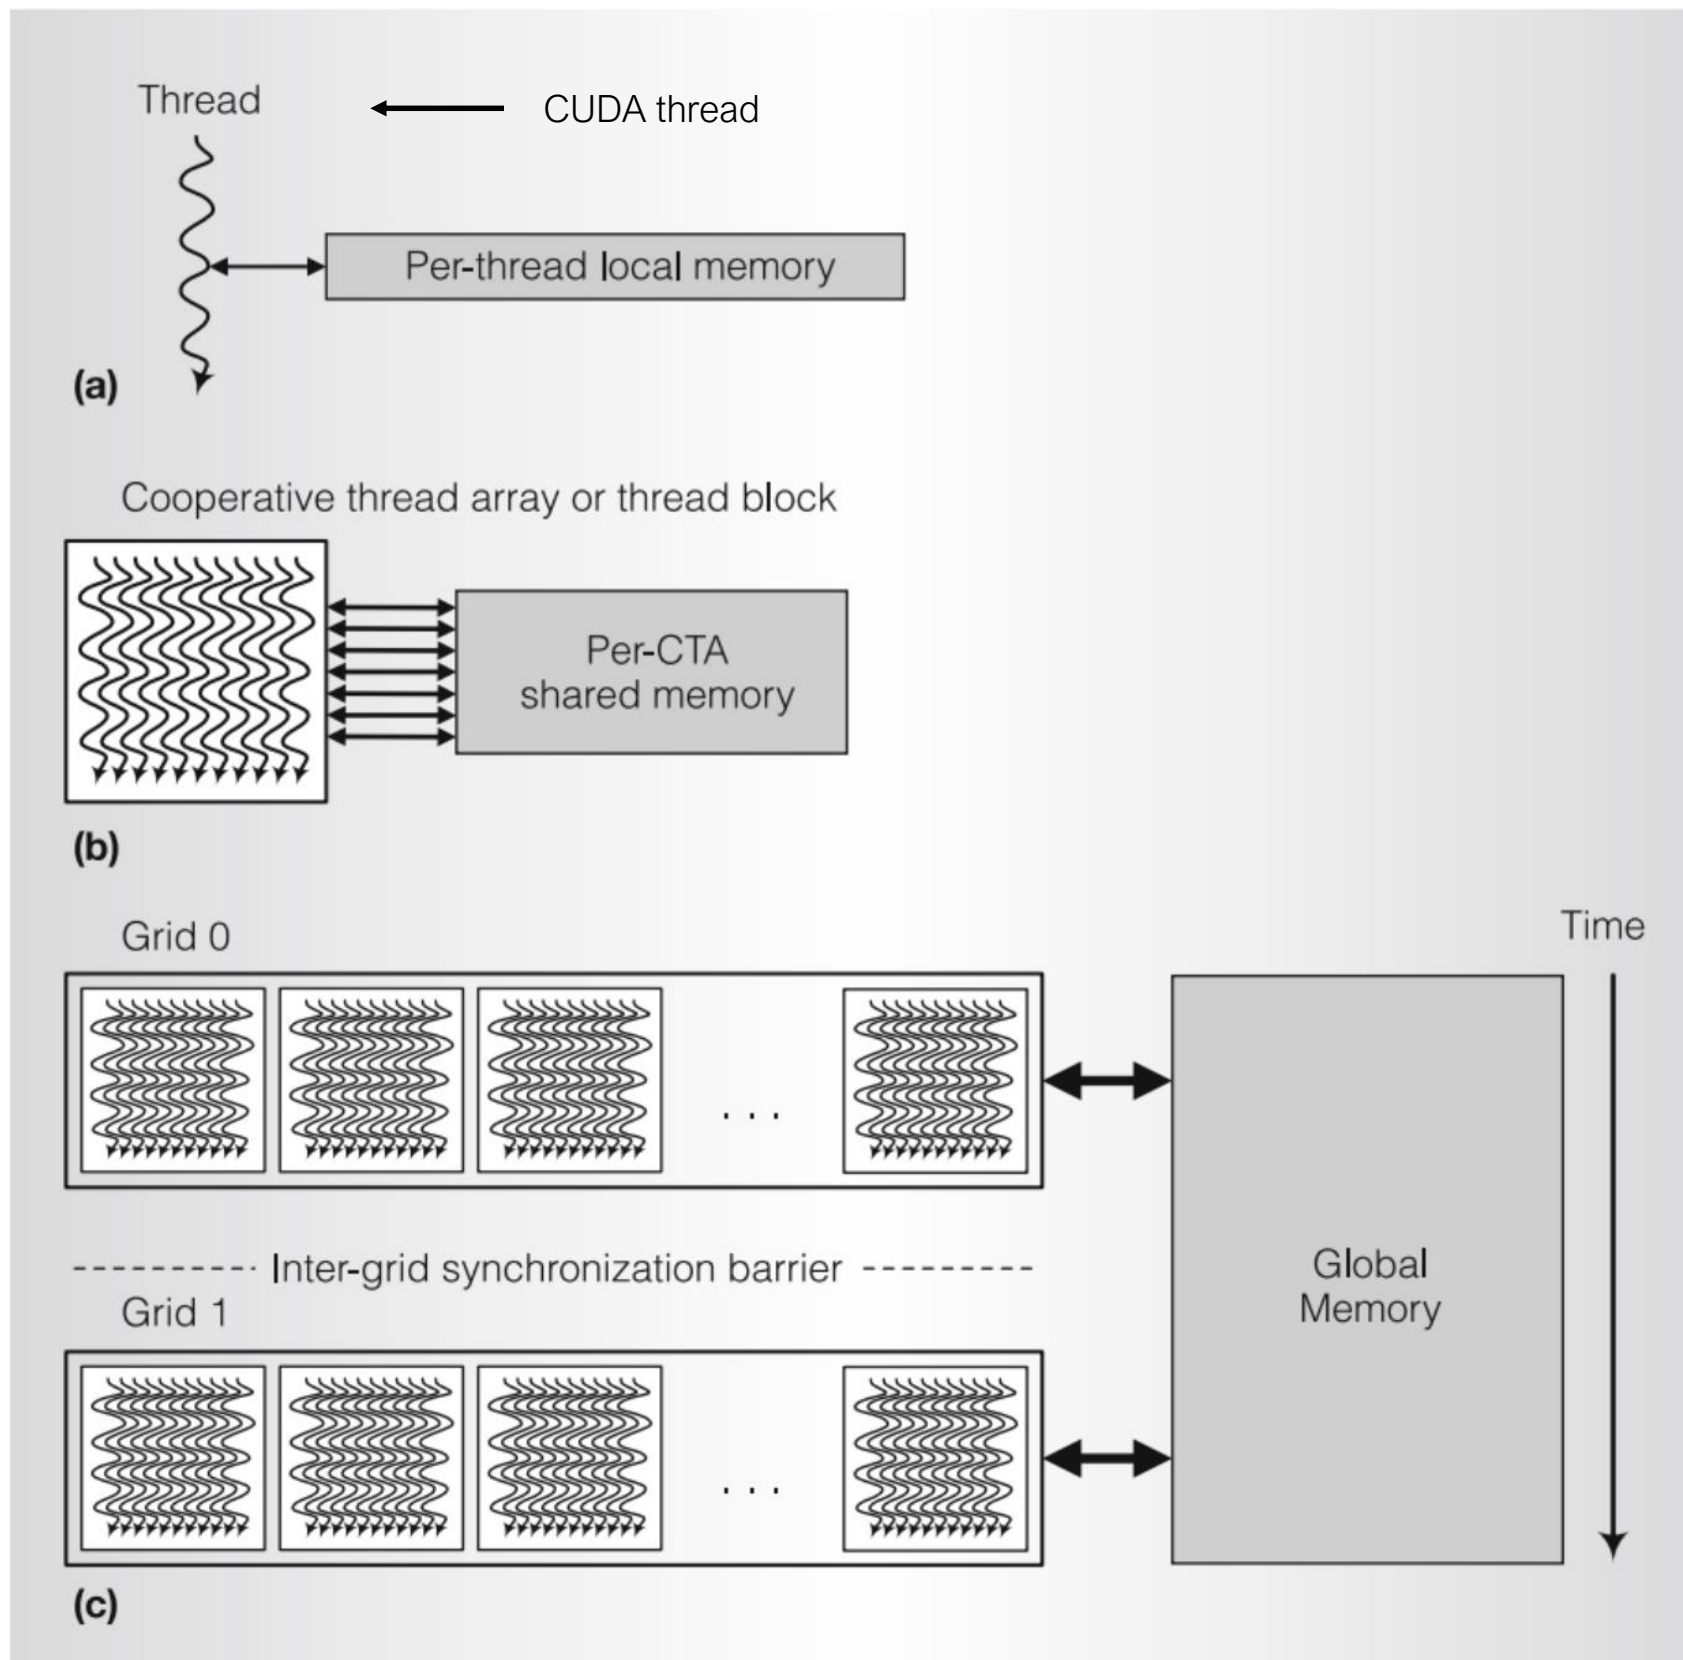 Thread
CUDA thread
Per-thread local memory
(a)
Cooperative thread array or thread block
Per-CTA
shared memory
(b)
Grid 0
Time
. . .
Inter-grid synchronization barrier
Global
Memory
Grid 1
. . .
(c)